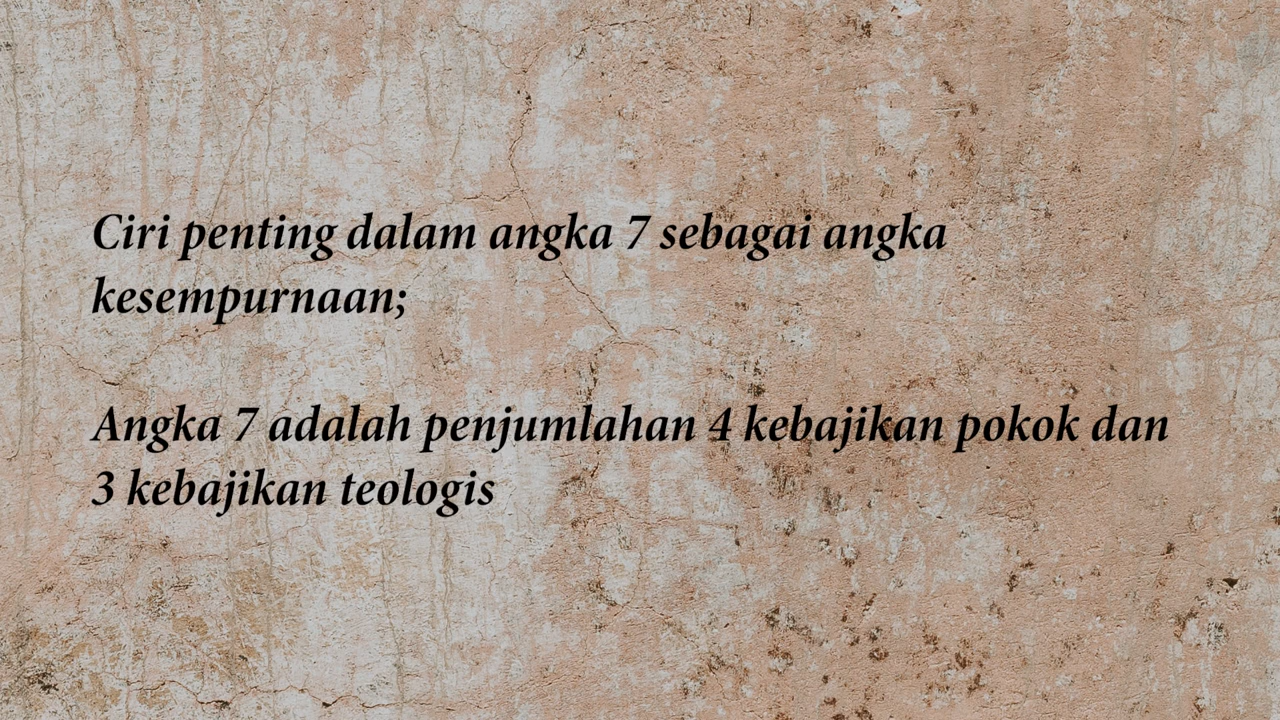 Ciri penting dalam angka 7 sebagai angka
kesempurnaan;
Angka 7 adalah penjumlahan 4 kebajikan pokok dan
3 kebajikan teologis